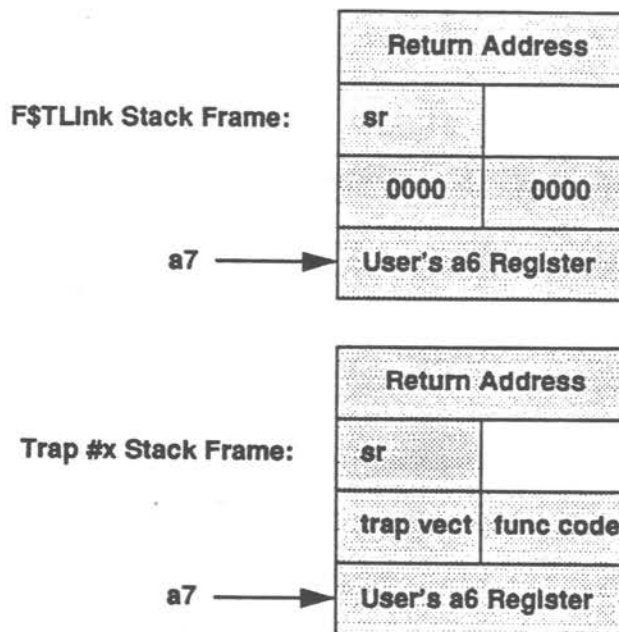 Return Address
F$TLink Stack Frame: sr
0000 0000
a7 User's a6 Register
Return Address
Trap #x Stack Frame: sr
trap vect func code
a7 User's a6 Register